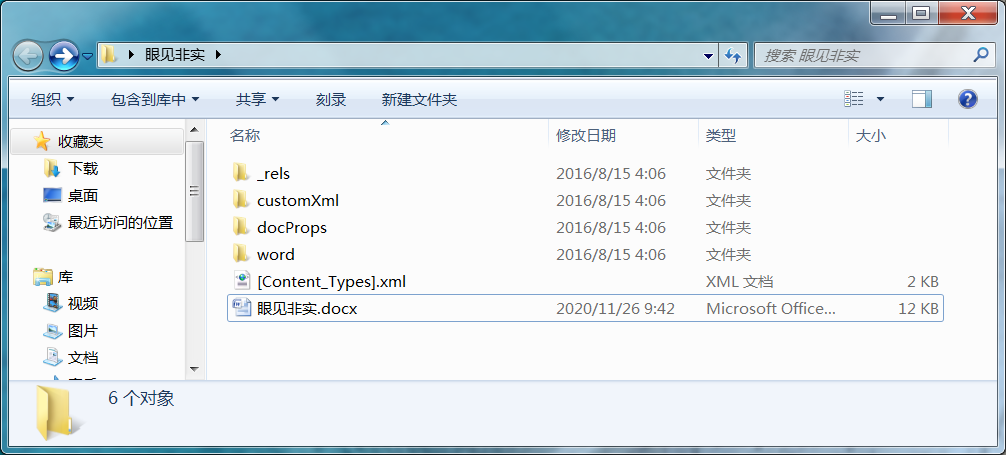 眼见非实
搜索 眼见非实
组织 包含到库中 共享 刻录 新建文件夹
名称 修改日期 类型 大小
收藏夹
下载
桌面
最近访问的位置
库
视频
图片
文档
_rels 2016/8/15 4:06 文件夹
customXml 2016/8/15 4:06 文件夹
docProps 2016/8/15 4:06 文件夹
word 2016/8/15 4:06 文件夹
[Content_Types].xml XML 文档 2 KB
眼见非实.docx 2020/11/26 9:42 Microsoft Office... 12 KB
6 个对象